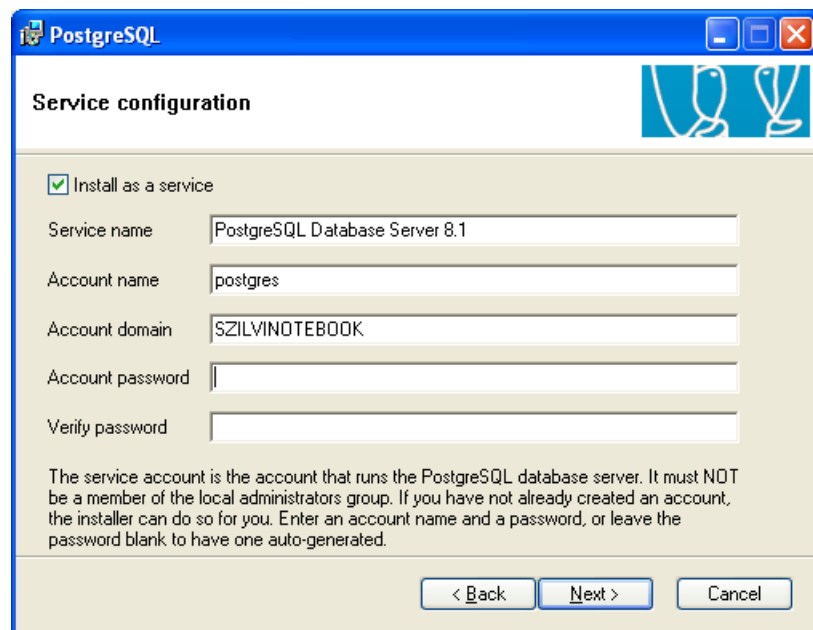 PostgreSQL
Service configuration
Install as a service
Service name PostgreSQL Database Server 8.1
Account name postgres
Account domain SZILVINOTEBOOK
Account password
Verify password
The service account is the account that runs the PostgreSQL database server. It must NOT
be a member of the local administrators group. If you have not already created an account,
the installer can do so for you. Enter an account name and a password, or leave the
password blank to have one auto-generated.
< Back Next > Cancel